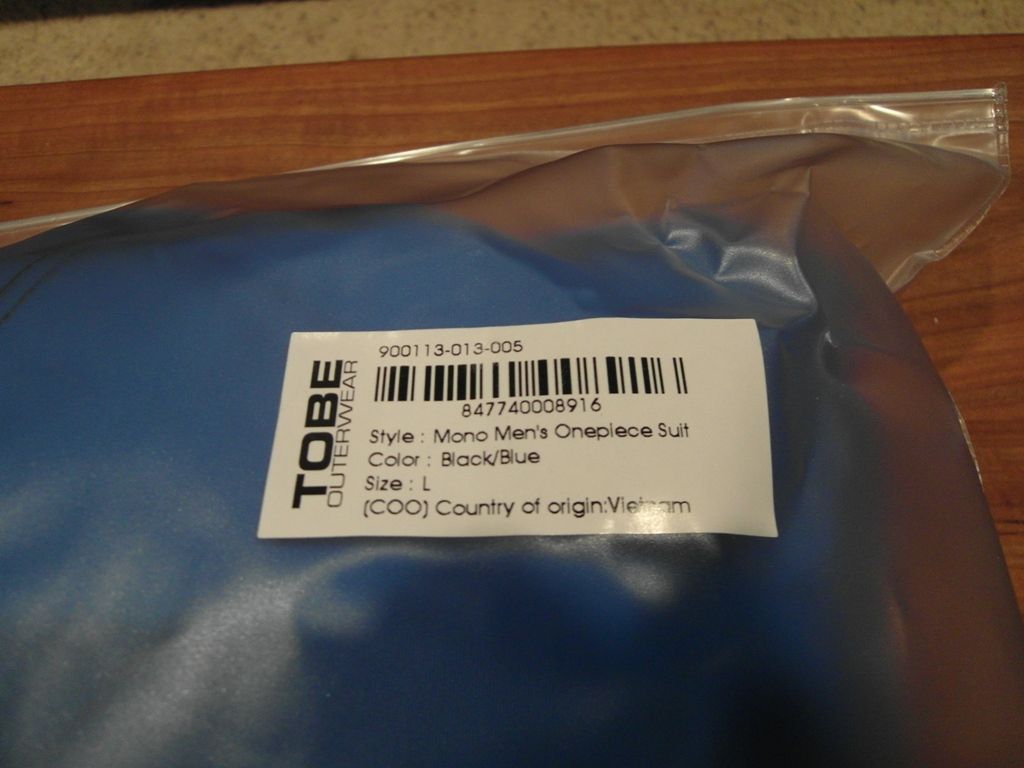 TOBE
OUTERWEAR
900113-013-005
847740008916
Style : Mono Men's Onepiece Suit
Color : Black/Blue
Size : L
(COO) Country of origin:Vietnam